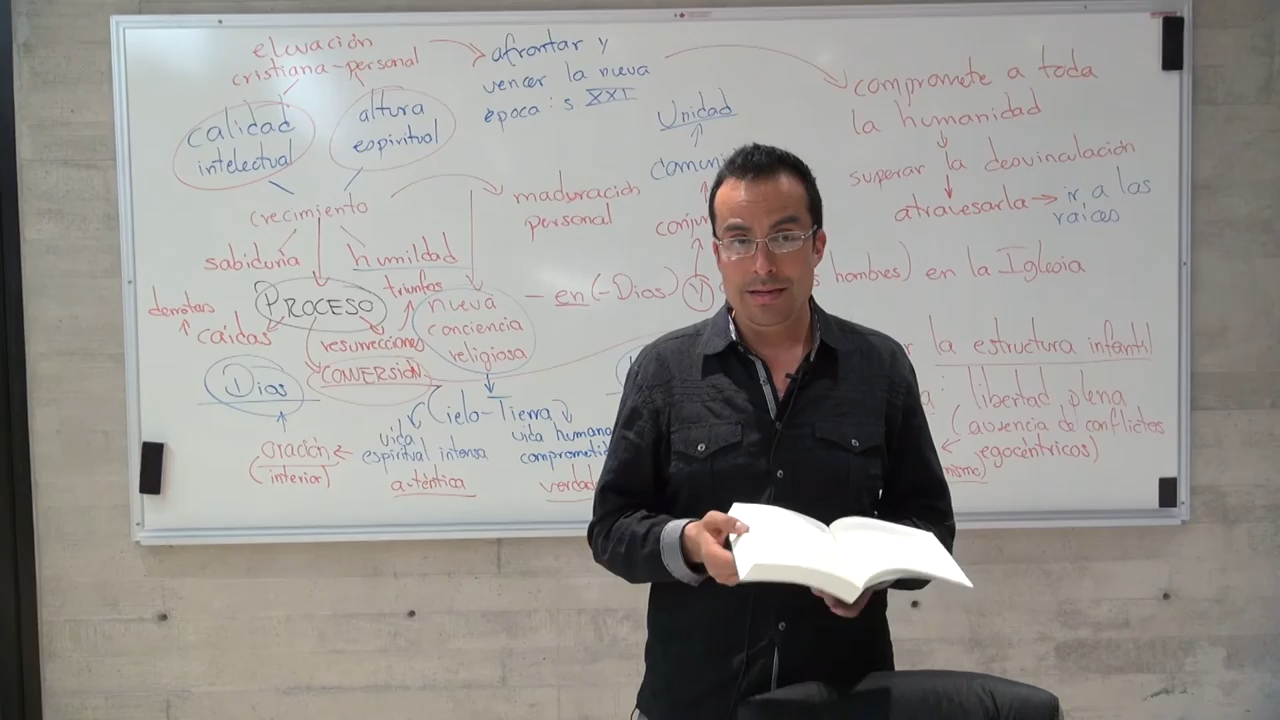 elevación
cristiana-personal
afrontar y
vencer la nueva
época: s XXI
compromete a toda
la humanidad
superar la desvinculación
atravesarla → ir a las
raíces
calidad
intelectual
altura
espiritual
Unidad
crecimiento
maduración
personal
sabiduría
humildad
PROCESO
derrotas
caídas
triunfos
resurrecciones
CONVERSIÓN
nueva
conciencia
religiosa
- en (-Dios) Y
hombres) en la Iglesia
la estructura infantil
libertad plena
(ausencia de conflictos
egocéntricos)
Dios
oración
(interior)
Cielo-Tierra
vida
espiritual intensa
auténtica
vida humana